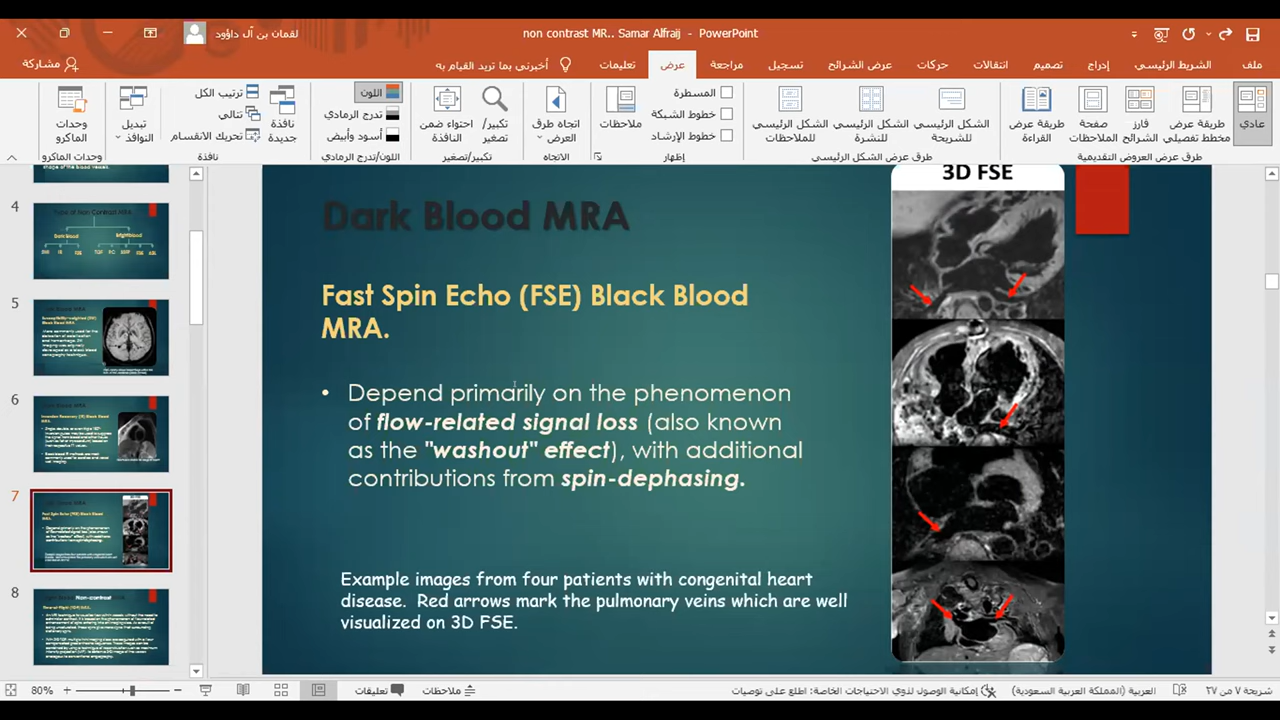 لقمان بن آل داؤود
non contrast MR.. Samar Alfraij - PowerPoint
ملف
الشريط الرئيسي
إدراج
تصميم
انتقالات
حركات
عرض الشرائح
تسجيل
مراجعة
عرض
تعليمات
أخبرني بما تريد القيام به
مشاركة
عادي
طريقة عرض مخطط تفصيلي
فارز الشرائح
صفحة الملاحظات
طريقة عرض القراءة
طرق عرض العروض التقديمية
الشكل الرئيسي للشريحة
الشكل الرئيسي للنشرة
الشكل الرئيسي للملاحظات
طرق عرض الشكل الرئيسي
المسطرة
خطوط الشبكة
خطوط الإرشاد
إظهار
ملاحظات
اتجاه طرق العرض
الاتجاه
تكبير/ تصغير
احتواء ضمن النافذة
تكبير/تصغير
اللون
تدرج الرمادي
أسود وأبيض
اللون/تدرج الرمادي
نافذة جديدة
ترتيب الكل
تتالي
تحريك الانقسام
تبديل النوافذ
نافذة
وحدات الماكرو
وحدات الماكرو
4
5
6
7
8
3D FSE
Dark Blood MRA
Fast Spin Echo (FSE) Black Blood
MRA.
• Depend primarily on the phenomenon
of flow-related signal loss (also known
as the "washout" effect), with additional
contributions from spin-dephasing.
Example images from four patients with congenital heart
disease. Red arrows mark the pulmonary veins which are well
visualized on 3D FSE.
شريحة ٧ من ٢٧
العربية (المملكة العربية السعودية)
إمكانية الوصول لذوي الاحتياجات الخاصة: اطلع على توصيات
ملاحظات
تعليقات
80%